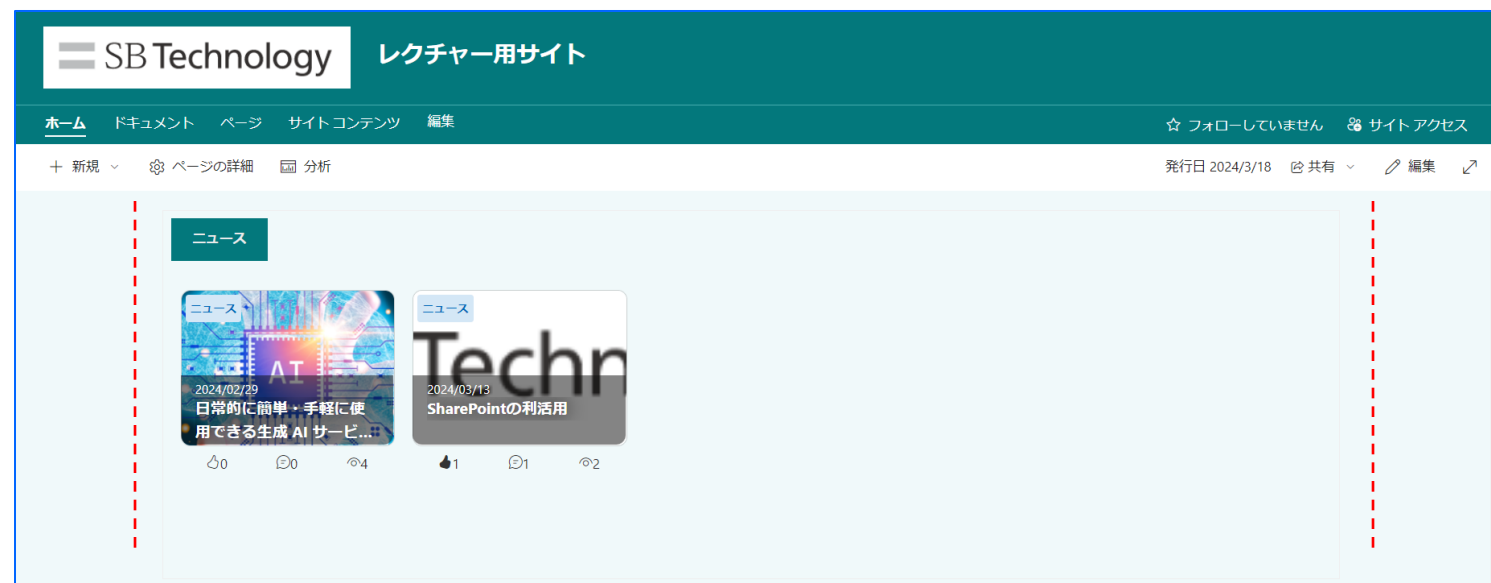 SB Technology
レクチャー用サイト
ホーム ドキュメント ページ サイト コンテンツ 編集 フォローしていません サイト アクセス
新規 ページの詳細 分析 発行日 2024/3/18 共有 編集
ニュース
ニュース
AI
2024/02/29
日常的に簡単・手軽に使
用できる生成 AI サービ...
0 0 4
ニュース
Techn
2024/03/13
SharePointの利活用
1 1 2